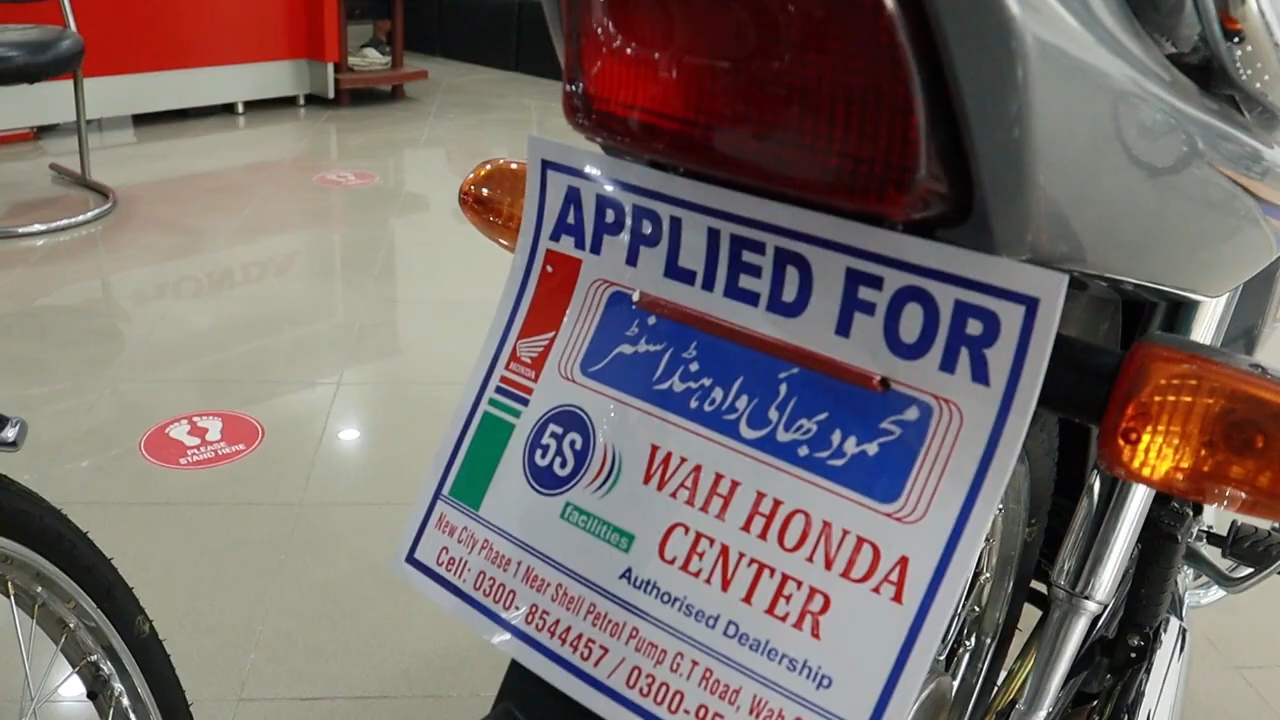 APPLIED FOR
محمود بھائی واہ ہنڈا سنٹر
HONDA
5S
facilities
WAH HONDA
CENTER
Authorised Dealership
New City Phase 1 Near Shell Petrol Pump G.T Road, Wah
Cell: 0300-8544457 / 0300-95
PLEASE
STAND HERE